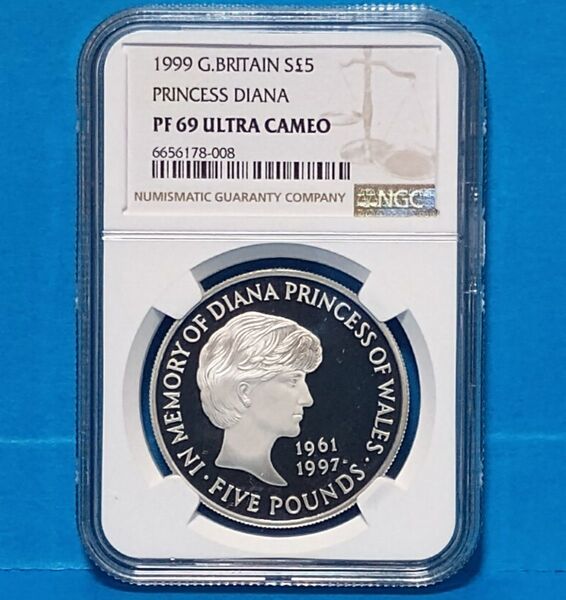 1999 G.BRITAIN S£5
PRINCESS DIANA
PF 69 ULTRA CAMEO
6656178-008
NUMISMATIC GUARANTY COMPANY
NGC
IN MEMORY OF DIANA PRINCESS OF WALES
1961
1997
· FIVE POUNDS ·